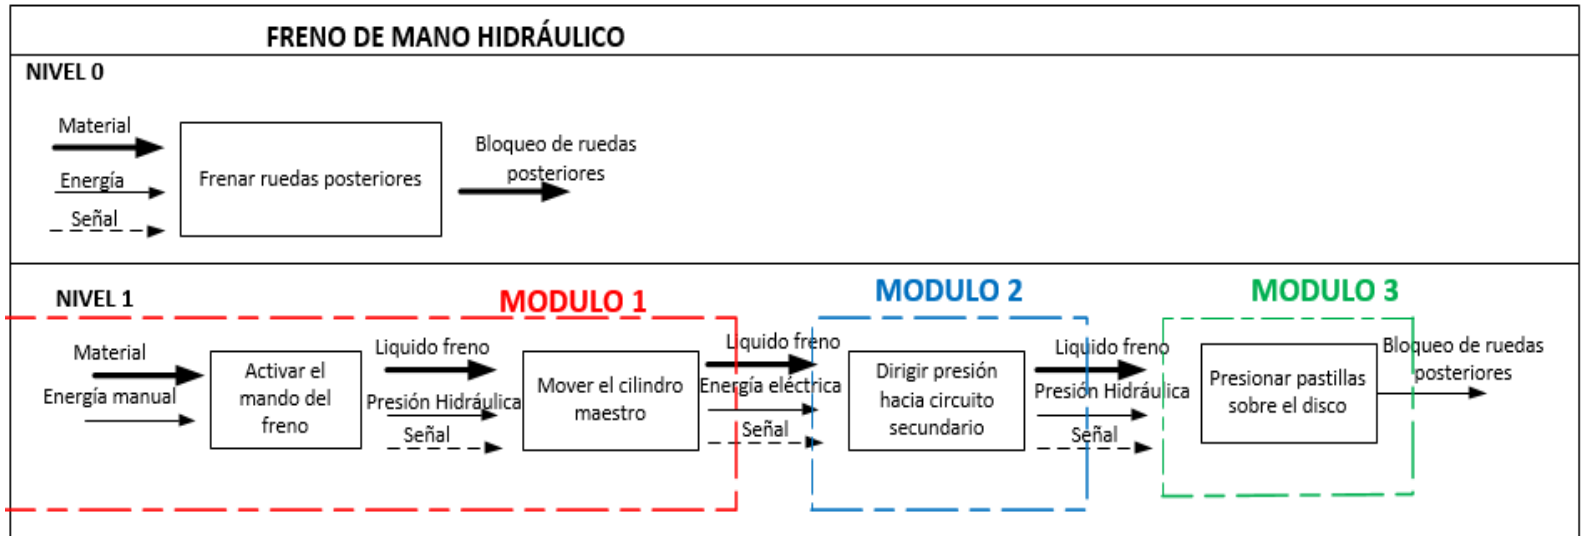 FRENO DE MANO HIDRÁULICO
NIVEL 0
Material
Energía
Señal
Frenar ruedas posteriores
Bloqueo de ruedas
posteriores
NIVEL 1
MODULO 1
MODULO 2
MODULO 3
Material
Energía manual
Activar el
mando del
freno
Liquido freno
Presión Hidráulica
Señal
Mover el cilindro
maestro
Liquido freno
Energía eléctrica
Señal
Dirigir presión
hacia circuito
secundario
Liquido freno
Presión Hidráulica
Señal
Presionar pastillas
sobre el disco
Bloqueo de ruedas
posteriores